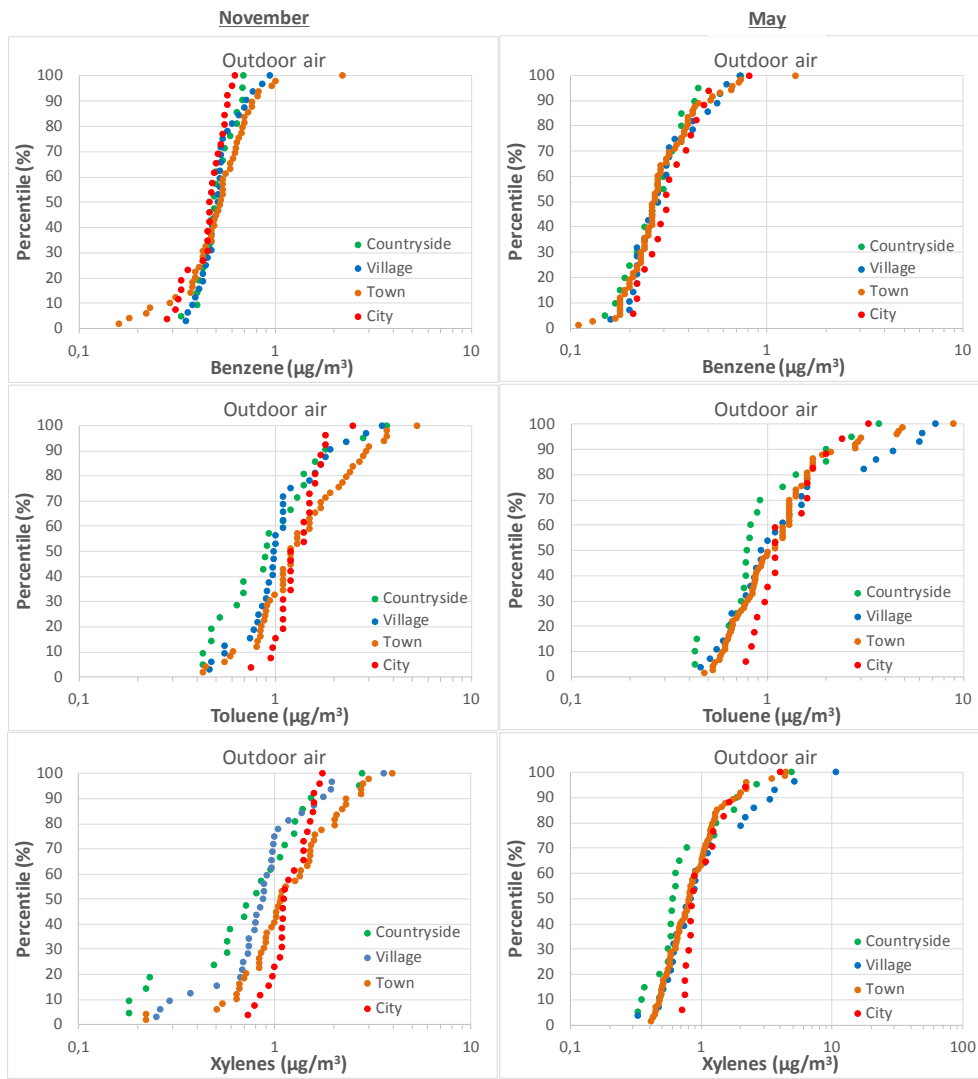 November
May
Outdoor air
100
90
80
70
60
50
40
30
20
10
0
Percentile (%)
Countryside
Village
Town
City
0,1
1
10
Benzene (µg/m³)
Outdoor air
100
90
80
70
60
50
40
30
20
10
0
Percentile (%)
Countryside
Village
Town
City
0,1
1
10
Benzene (µg/m³)
Outdoor air
100
90
80
70
60
50
40
30
20
10
0
Percentile (%)
Countryside
Village
Town
City
0,1
1
10
Toluene (µg/m³)
Outdoor air
100
90
80
70
60
50
40
30
20
10
0
Percentile (%)
Countryside
Village
Town
City
0,1
1
10
Toluene (µg/m³)
Outdoor air
100
90
80
70
60
50
40
30
20
10
0
Percentile (%)
Countryside
Village
Town
City
0,1
1
10
Xylenes (µg/m³)
Outdoor air
100
90
80
70
60
50
40
30
20
10
0
Percentile (%)
Countryside
Village
Town
City
0,1
1
10
100
Xylenes (µg/m³)